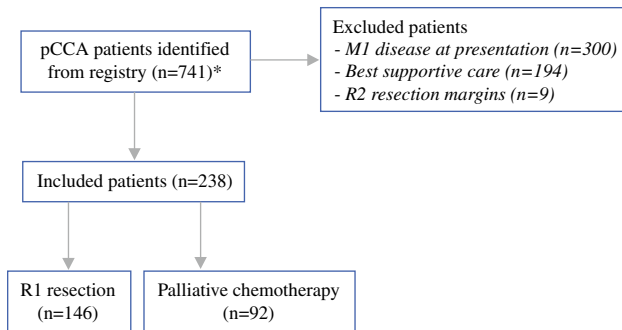 pCCA patients identified
from registry (n=741)*
Excluded patients
- M1 disease at presentation (n=300)
- Best supportive care (n=194)
- R2 resection margins (n=9)
Included patients (n=238)
R1 resection
(n=146)
Palliative chemotherapy
(n=92)